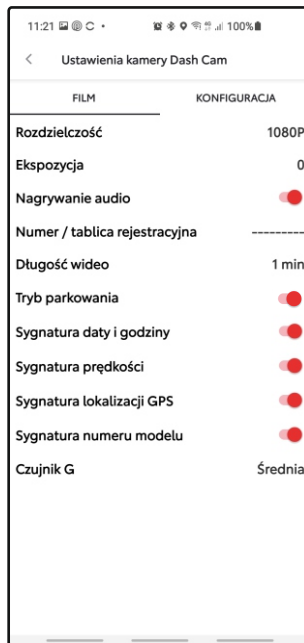 11:21 100%
Ustawienia kamery Dash Cam
FILM KONFIGURACJA
Rozdzielczość 1080P
Ekspozycja 0
Nagrywanie audio
Numer / tablica rejestracyjna ---------
Długość wideo 1 min
Tryb parkowania
Sygnatura daty i godziny
Sygnatura prędkości
Sygnatura lokalizacji GPS
Sygnatura numeru modelu
Czujnik G Średnia